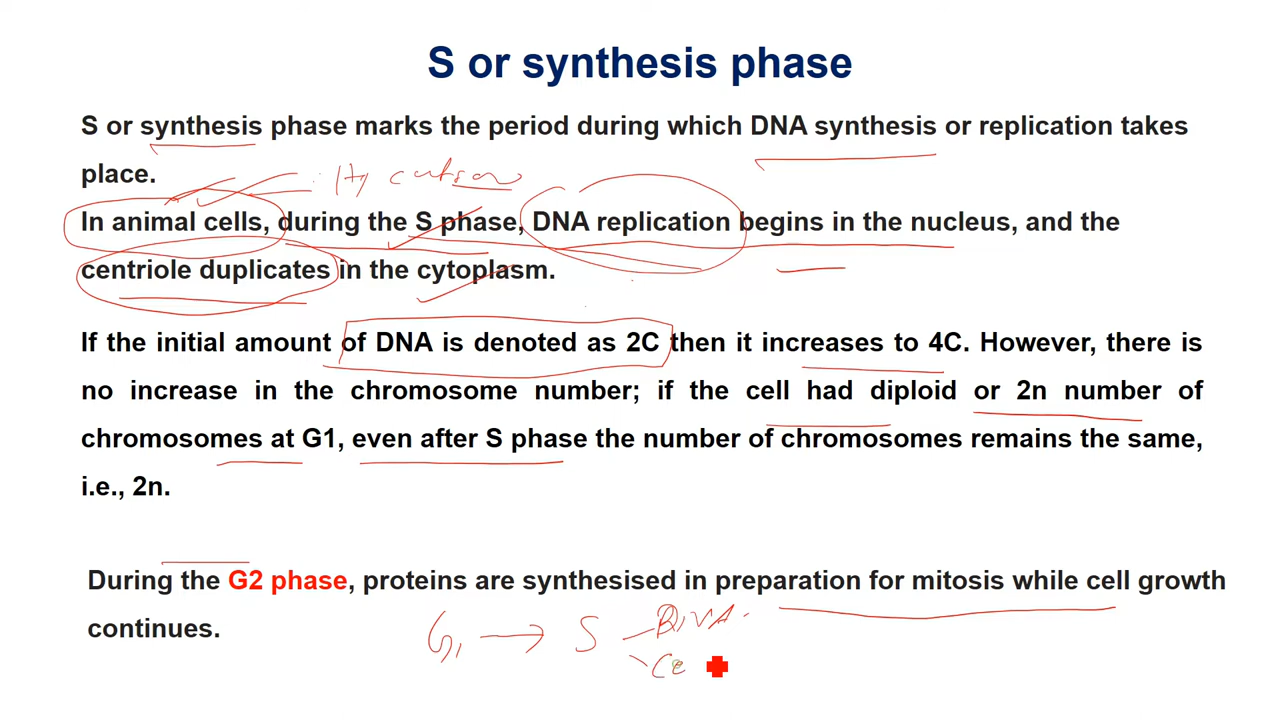 S or synthesis phase
S or synthesis phase marks the period during which DNA synthesis or replication takes
place.
In animal cells, during the S phase, DNA replication begins in the nucleus, and the
centriole duplicates in the cytoplasm.
If the initial amount of DNA is denoted as 2C then it increases to 4C. However, there is
no increase in the chromosome number; if the cell had diploid or 2n number of
chromosomes at G1, even after S phase the number of chromosomes remains the same,
i.e., 2n.
During the G2 phase, proteins are synthesised in preparation for mitosis while cell growth
continues.
G1 → S DNA
Ce